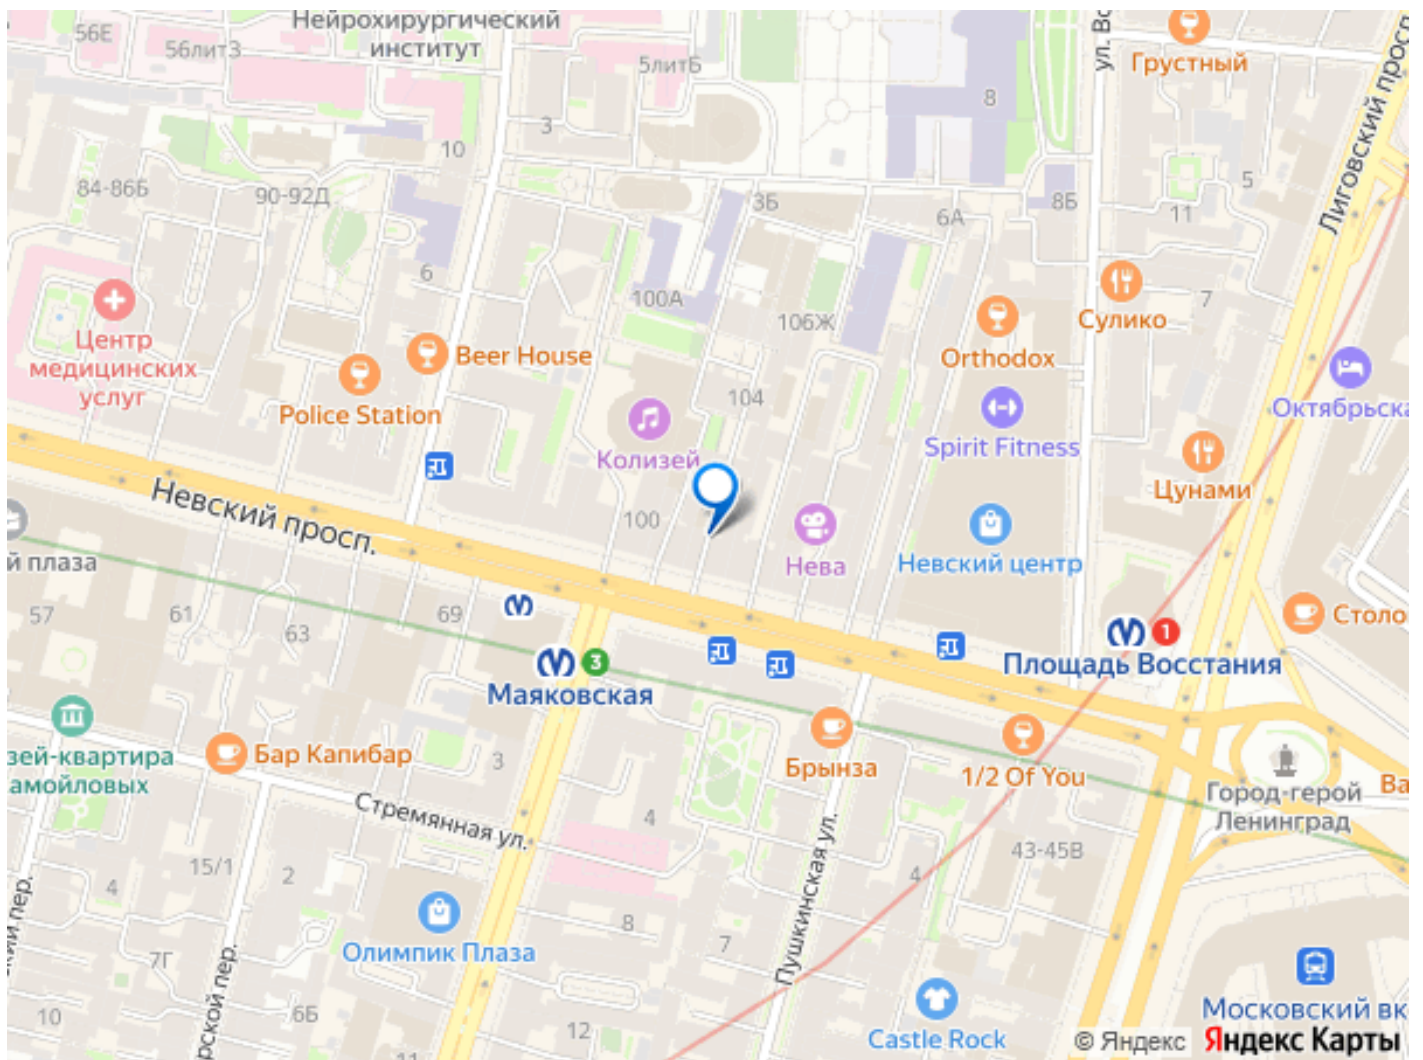 Нейрохирургический
институт
56Е
56литЗ
5литБ
ул. Во
Грустный
Лиговский просп
8
3
10
84-86Б
90-92Д
3Б
6А
8Б
11
5
6
100А
106Ж
7
Сулико
Центр
медицинских
услуг
Beer House
Police Station
Orthodox
104
Октябрьска
Колизей
Spirit Fitness
Цунами
Невский просп.
100
Нева
Невский центр
й плаза
57
61
63
69
3
Маяковская
1
Площадь Восстания
Столо
зей-квартира
амойловых
Бар Капибар
3
Стремянная ул.
Брынза
1/2 Of You
Город-герой
Ленинград
Ва
4
15/1
2
4
43-45В
4
Пушкинская ул.
ский пер.
Олимпик Плаза
8
7
7Г
рской пер.
10
6Б
12
Castle Rock
Московский вк
© Яндекс Яндекс Карты